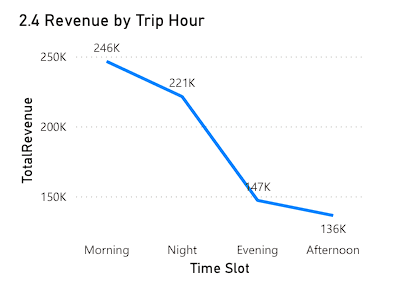 2.4 Revenue by Trip Hour
246K
250K
221K
200K
TotalRevenue
147K
150K
136K
Morning Night Evening Afternoon
Time Slot